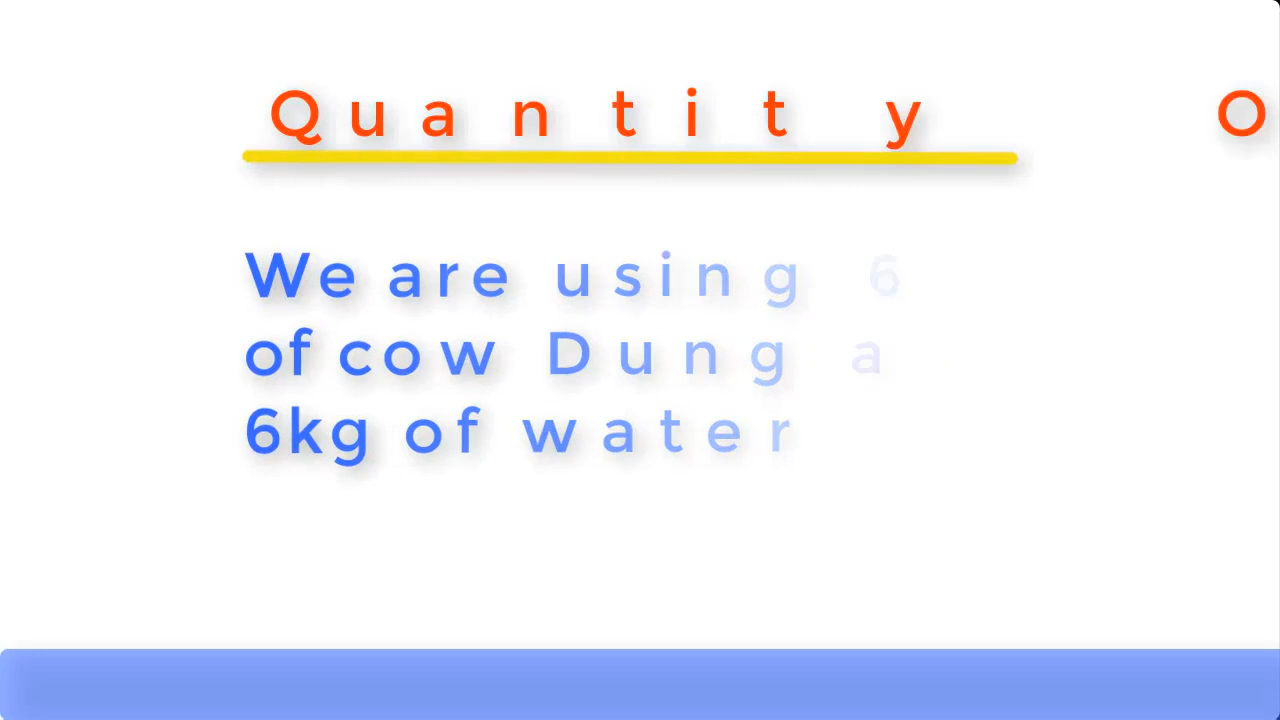 Quantity O
We are using 6
of cow Dung a
6kg of water